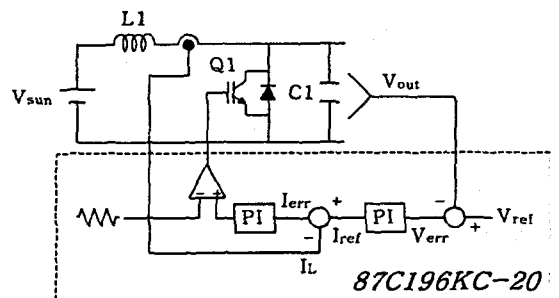 L1
Q1
Vsun
C1
Vout
- +
PI
Ierr
+
-
Iref
PI
Verr
-
+
Vref
IL
87C196KC-20